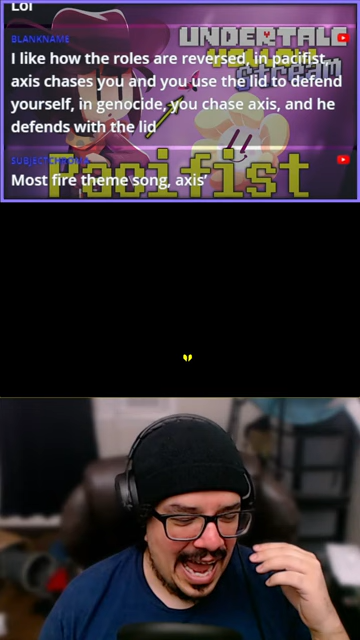 Lol
UNDERTALE
BLANKNAME
I like how the roles are reversed, in pacifist,
axis chases you and you use the lid to defend
yourself, in genocide, you chase axis, and he
defends with the lid
Most fire theme song, axis'
Pacifist